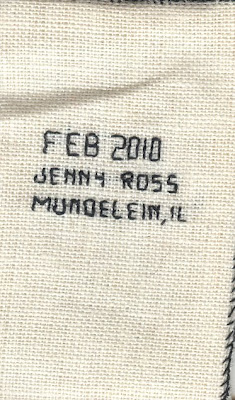 FEB 2010
JENNY ROSS
MUNDELEIN, IL